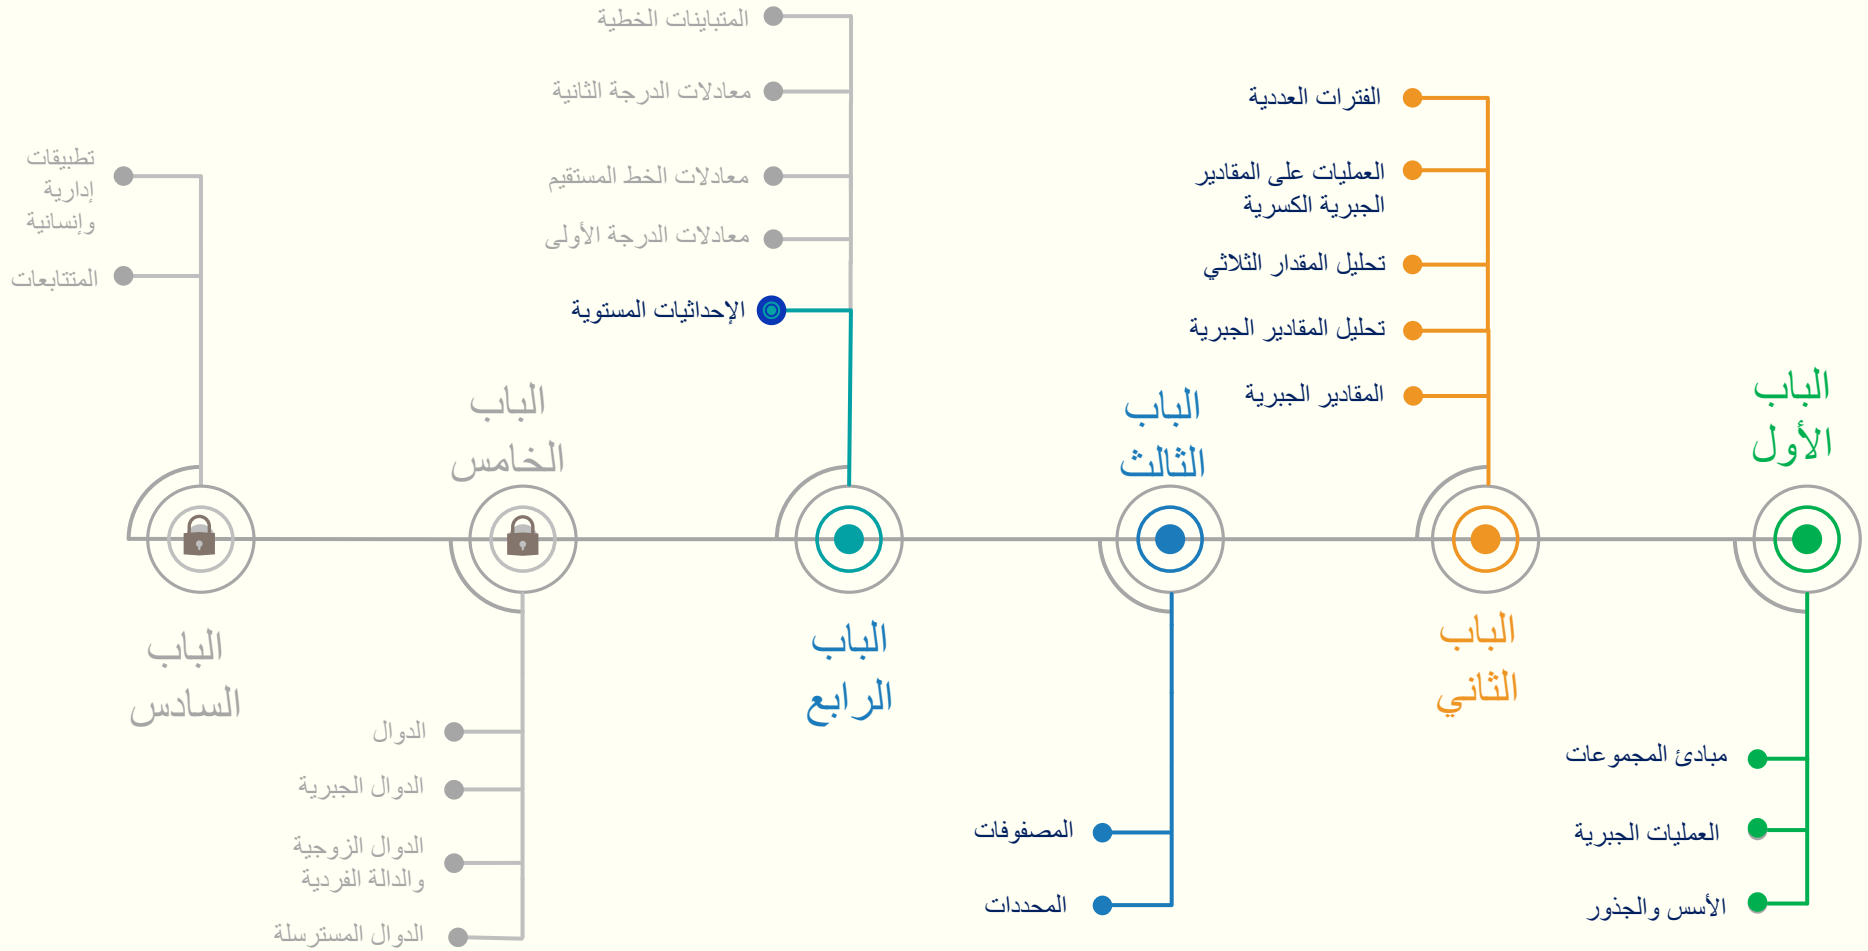 الباب
الأول
مبادئ المجموعات
العمليات الجبرية
الأسس والجذور
الفترات العددية
العمليات على المقادير
الجبرية الكسرية
تحليل المقدار الثلاثي
تحليل المقادير الجبرية
المقادير الجبرية
الباب
الثاني
الباب
الثالث
المصفوفات
المحددات
المتباينات الخطية
معادلات الدرجة الثانية
معادلات الخط المستقيم
معادلات الدرجة الأولى
الإحداثيات المستوية
الباب
الرابع
الباب
الخامس
الدوال
الدوال الجبرية
الدوال الزوجية
والدالة الفردية
الدوال المسترسلة
تطبيقات
إدارية
وإنسانية
المتتابعات
الباب
السادس